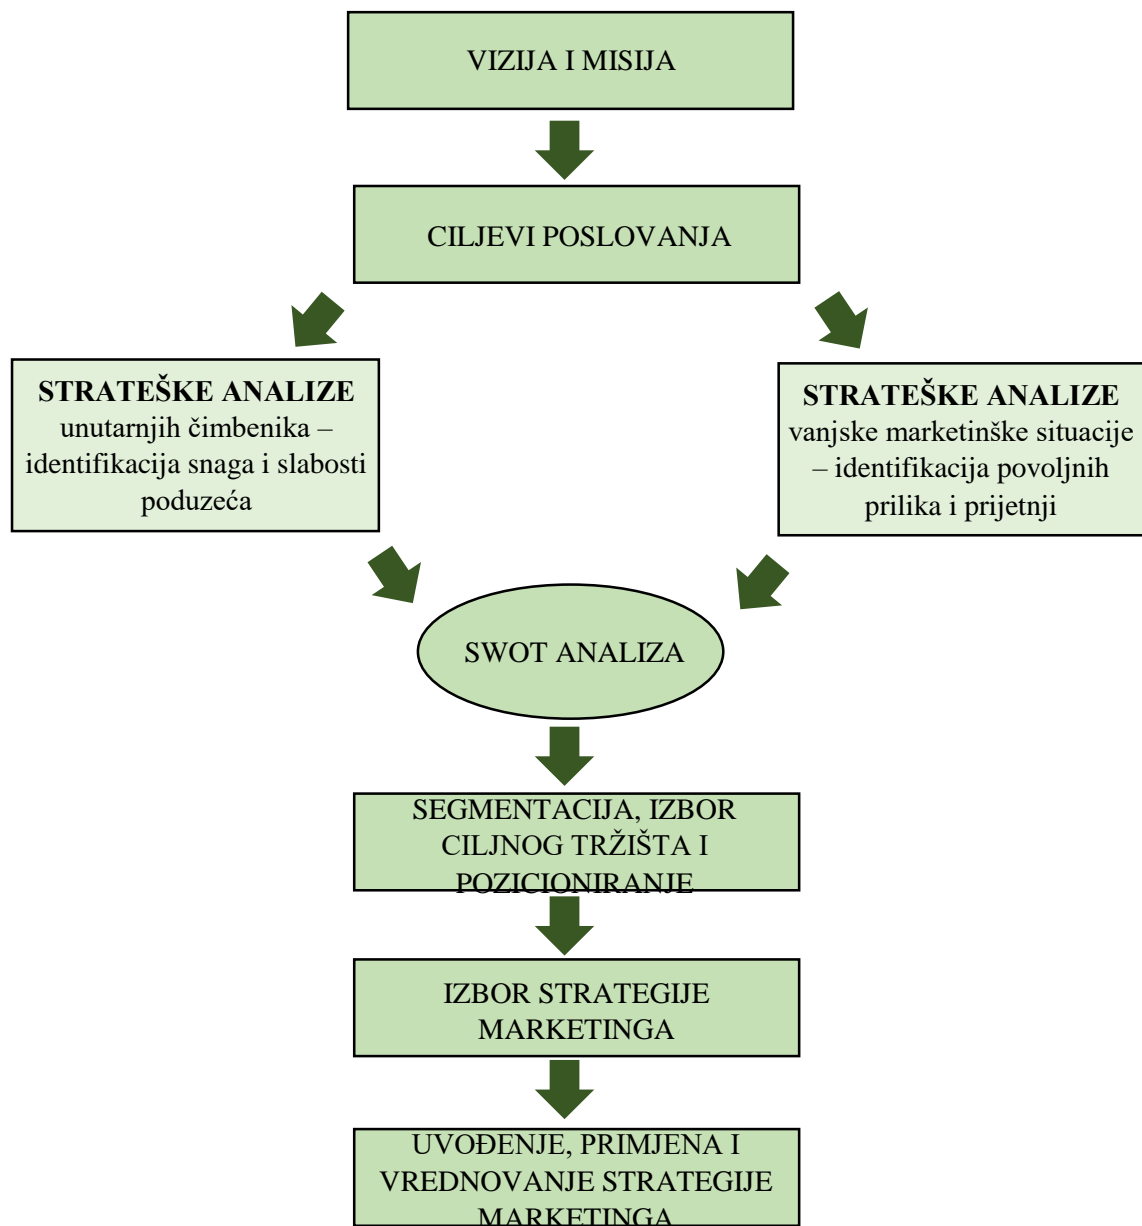 VIZIJA I MISIJA
CILJEVI POSLOVANJA
STRATEŠKE ANALIZE
unutarnjih čimbenika –
identifikacija snaga i slabosti
poduzeća
STRATEŠKE ANALIZE
vanjske marketinške situacije
– identifikacija povoljnih
prilika i prijetnji
SWOT ANALIZA
SEGMENTACIJA, IZBOR
CILJNOG TRŽIŠTA I
POZICIONIRANJE
IZBOR STRATEGIJE
MARKETINGA
UVOĐENJE, PRIMJENA I
VREDNOVANJE STRATEGIJE
MARKETINGA